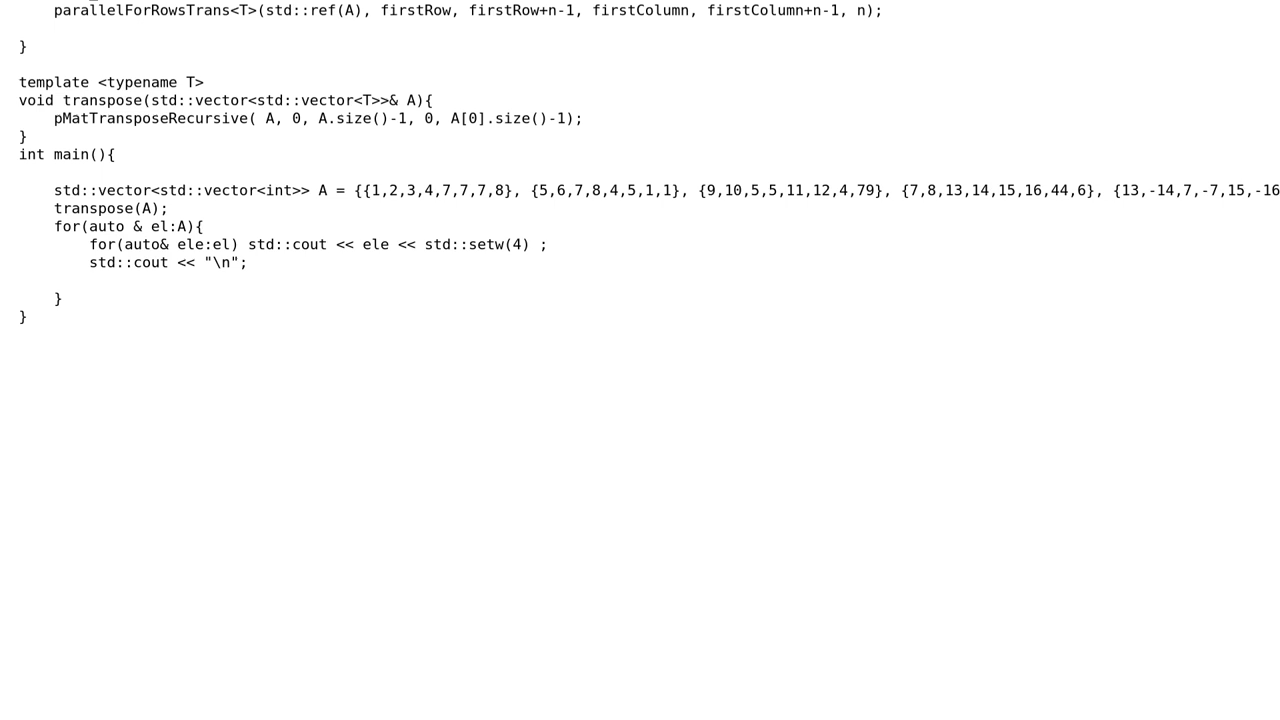 parallelForRowsTrans<T>(std::ref(A), firstRow, firstRow+n-1, firstColumn, firstColumn+n-1, n);

}

template <typename T>
void transpose(std::vector<std::vector<T>>& A){
    pMatTransposeRecursive( A, 0, A.size()-1, 0, A[0].size()-1);
}
int main(){

    std::vector<std::vector<int>> A = {{1,2,3,4,7,7,7,8}, {5,6,7,8,4,5,1,1}, {9,10,5,5,11,12,4,79}, {7,8,13,14,15,16,44,6}, {13,-14,7,-7,15,-16
    transpose(A);
    for(auto & el:A){
        for(auto& ele:el) std::cout << ele << std::setw(4) ;
        std::cout << "\n";

    }
}